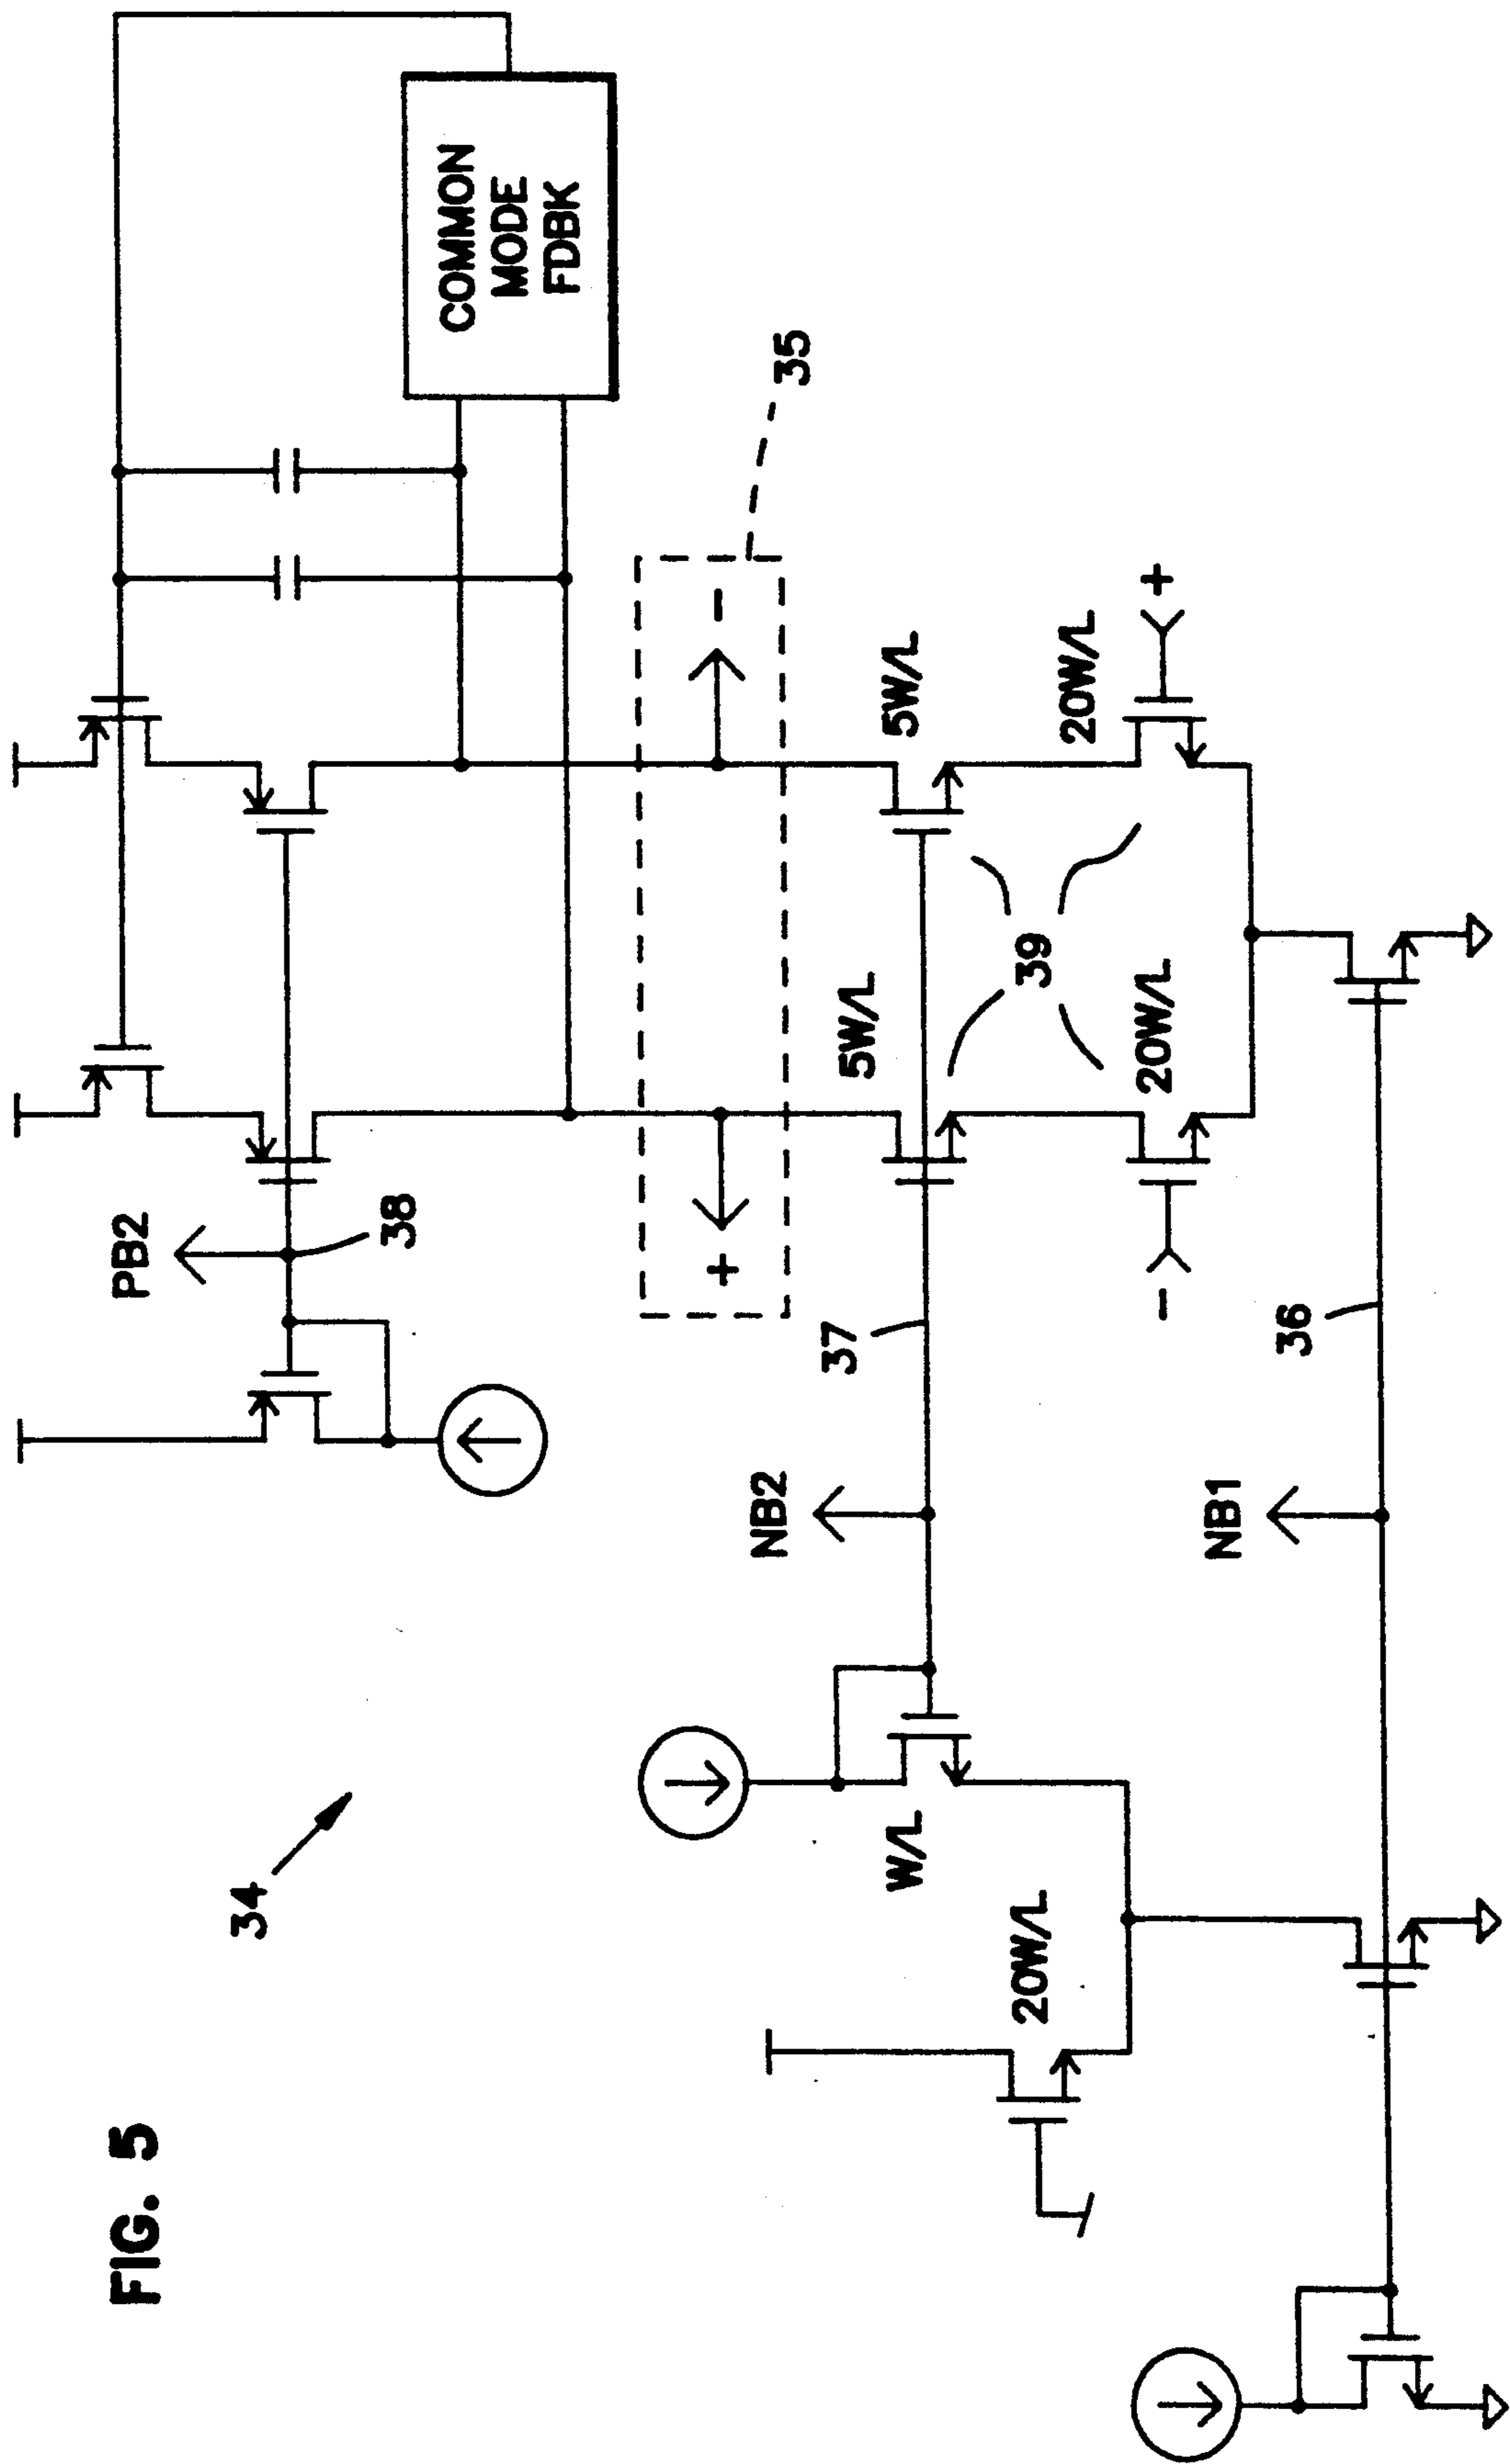 FIG. 5
34
PB2
38
COMMON
MODE
FDBK
35
-
+
NB2
37
5W/L
5W/L
W/L
20W/L
39
20W/L
20W/L
+
-
NB1
36